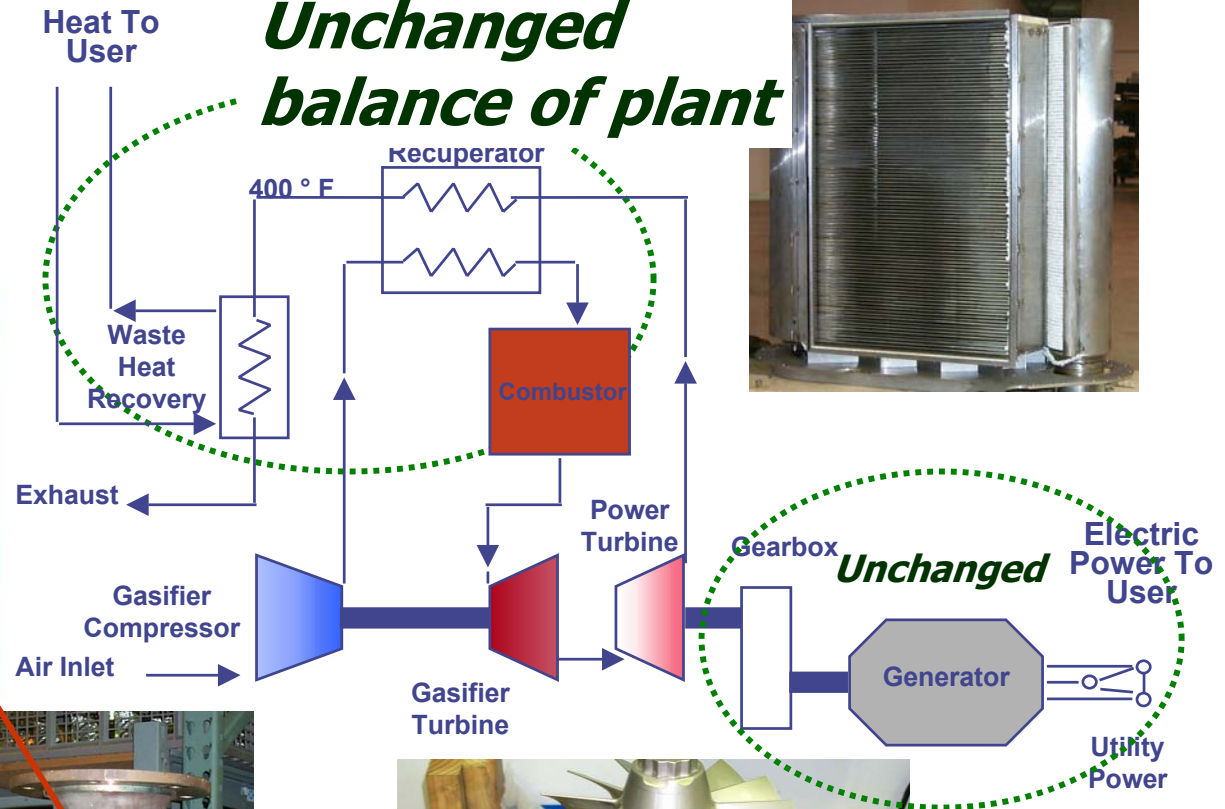 Heat To
User
Unchanged
balance of plant
Recuperator
400 ° F
Waste
Heat
Recovery
Combustor
Exhaust
Power
Turbine
Gearbox
Unchanged
Electric
Power To
User
Gasifier
Compressor
Air Inlet
Gasifier
Turbine
Generator
Utility
Power